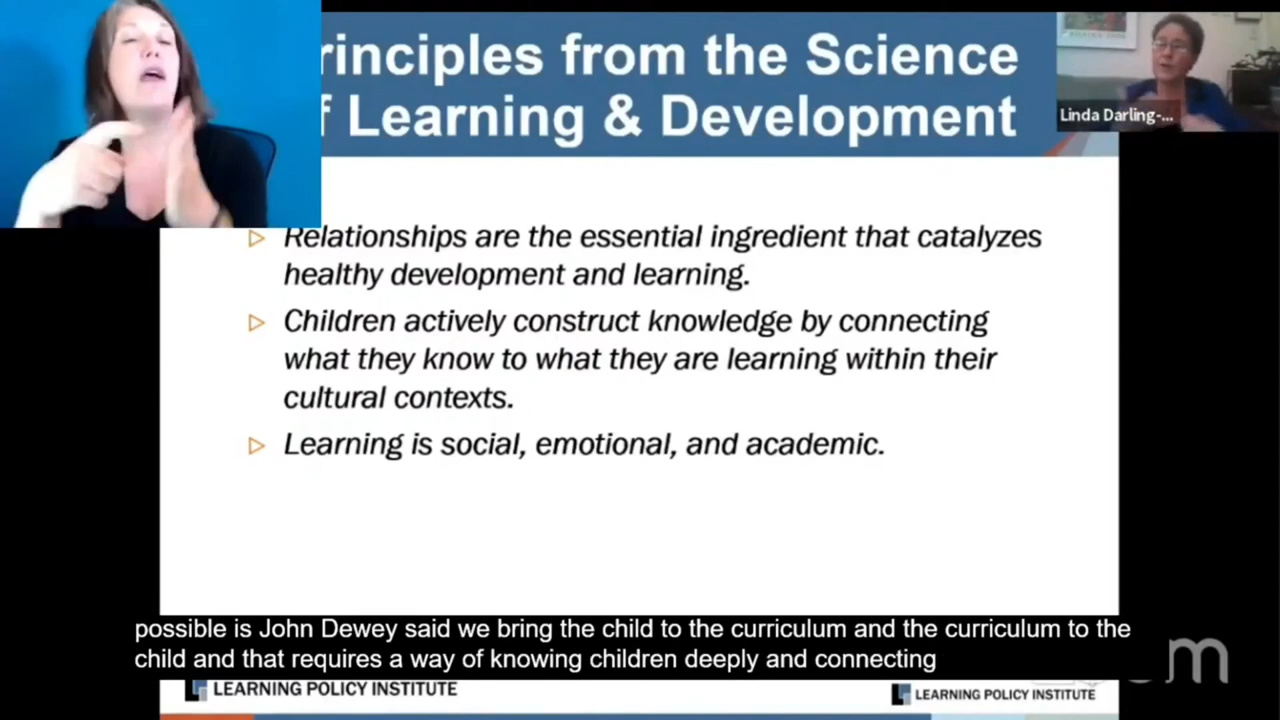 rinciples from the Science
f Learning & Development
Linda Darling-...
Relationships are the essential ingredient that catalyzes
healthy development and learning.
Children actively construct knowledge by connecting
what they know to what they are learning within their
cultural contexts.
Learning is social, emotional, and academic.
possible is John Dewey said we bring the child to the curriculum and the curriculum to the
child and that requires a way of knowing children deeply and connecting
LEARNING POLICY INSTITUTE
LEARNING POLICY INSTITUTE